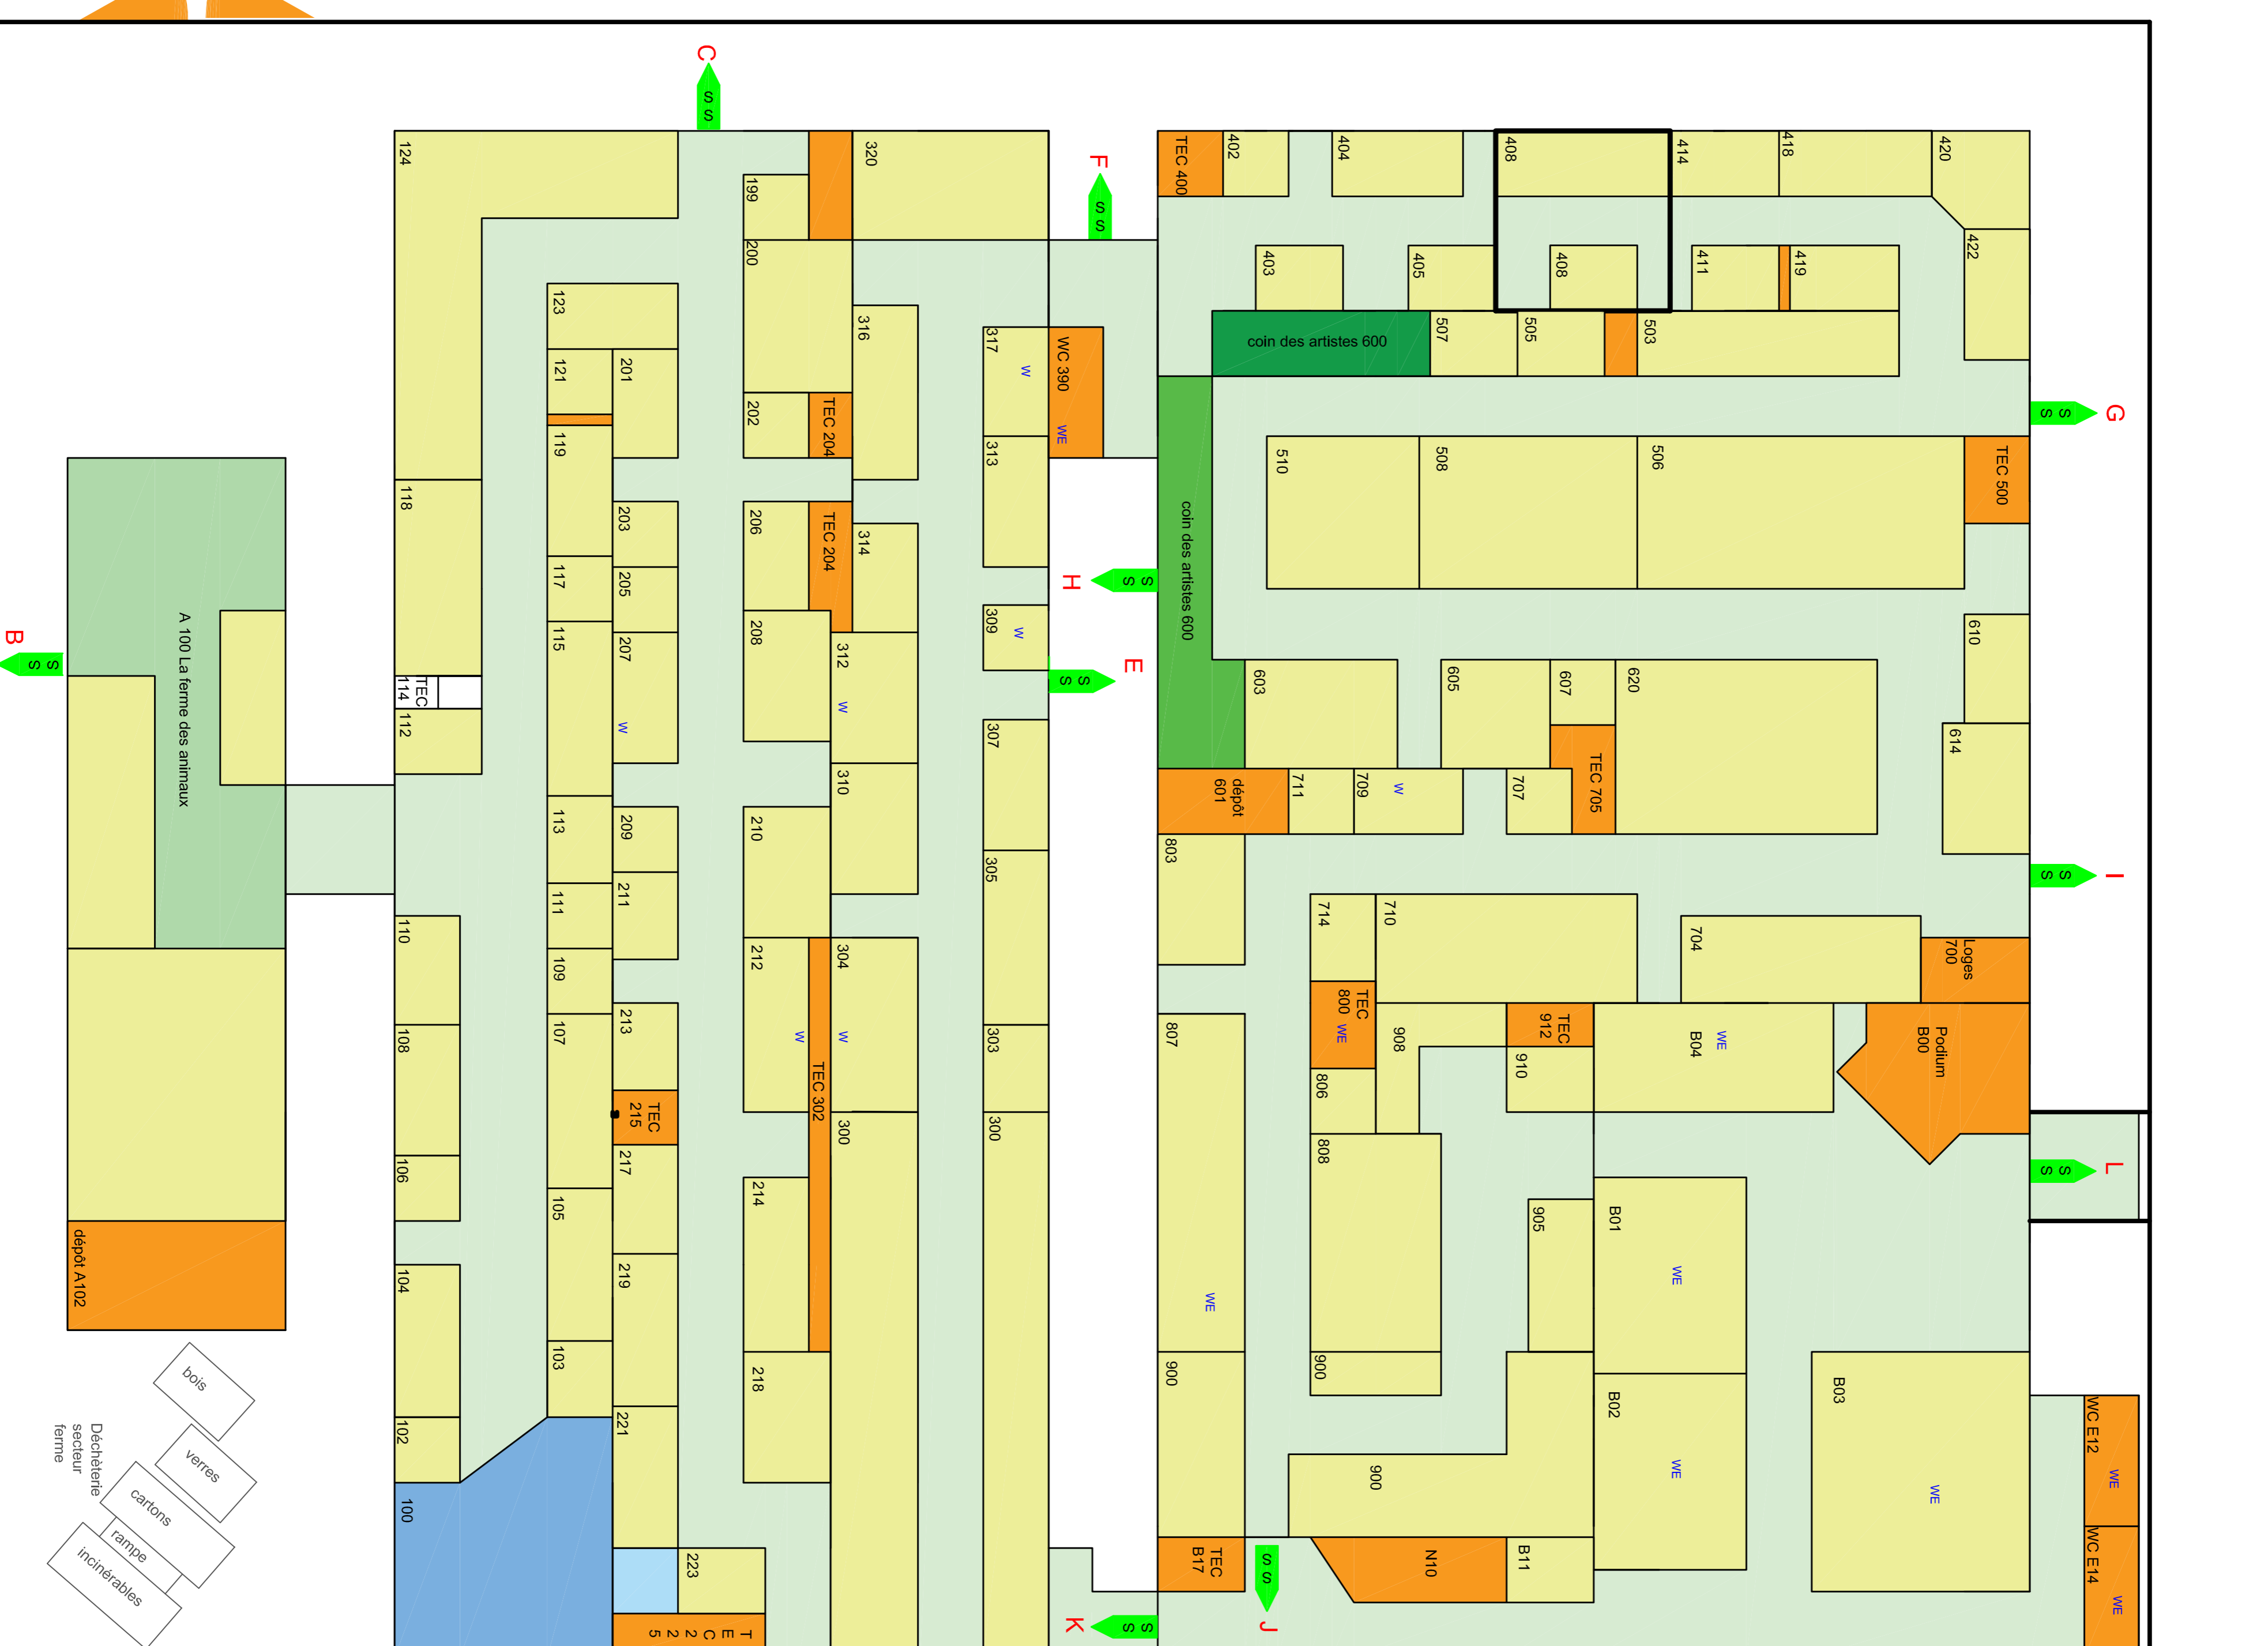 C
S S
F
S S
124
199
320
TEC 400
402
404
408
414
418
420
200
123
316
317
W
WC 390
WE
403
405
408
411
419
422
coin des artistes 600
507
505
503
G
S S
121
201
202
TEC 204
313
119
118
203
206
TEC 204
314
510
508
506
TEC 500
coin des artistes 600
H
S S
117
205
115
207
W
208
312
W
309
W
E
S S
603
605
607
620
610
614
TEC 705
B
S S
A 100 La ferme des animaux
TEC
114
112
113
209
210
310
307
dépôt
601
711
709
W
707
803
305
I
S S
111
211
110
109
212
W
304
W
714
710
704
Loges
700
108
107
213
TEC
215
TEC 302
303
807
WE
TEC
800
WE
908
TEC
912
910
B04
WE
Podium
B00
806
808
300
300
106
105
217
214
L
S S
905
B01
WE
104
219
dépôt A102
103
218
900
900
B02
WE
B03
WE
WC E12
WE
102
221
900
100
bois
verres
cartons
rampe
incinérables
Déchèterie
secteur
ferme
223
TEC
B17
S S
J
N10
B11
WC E14
WE
T
E
C
2
2
5
K
S S